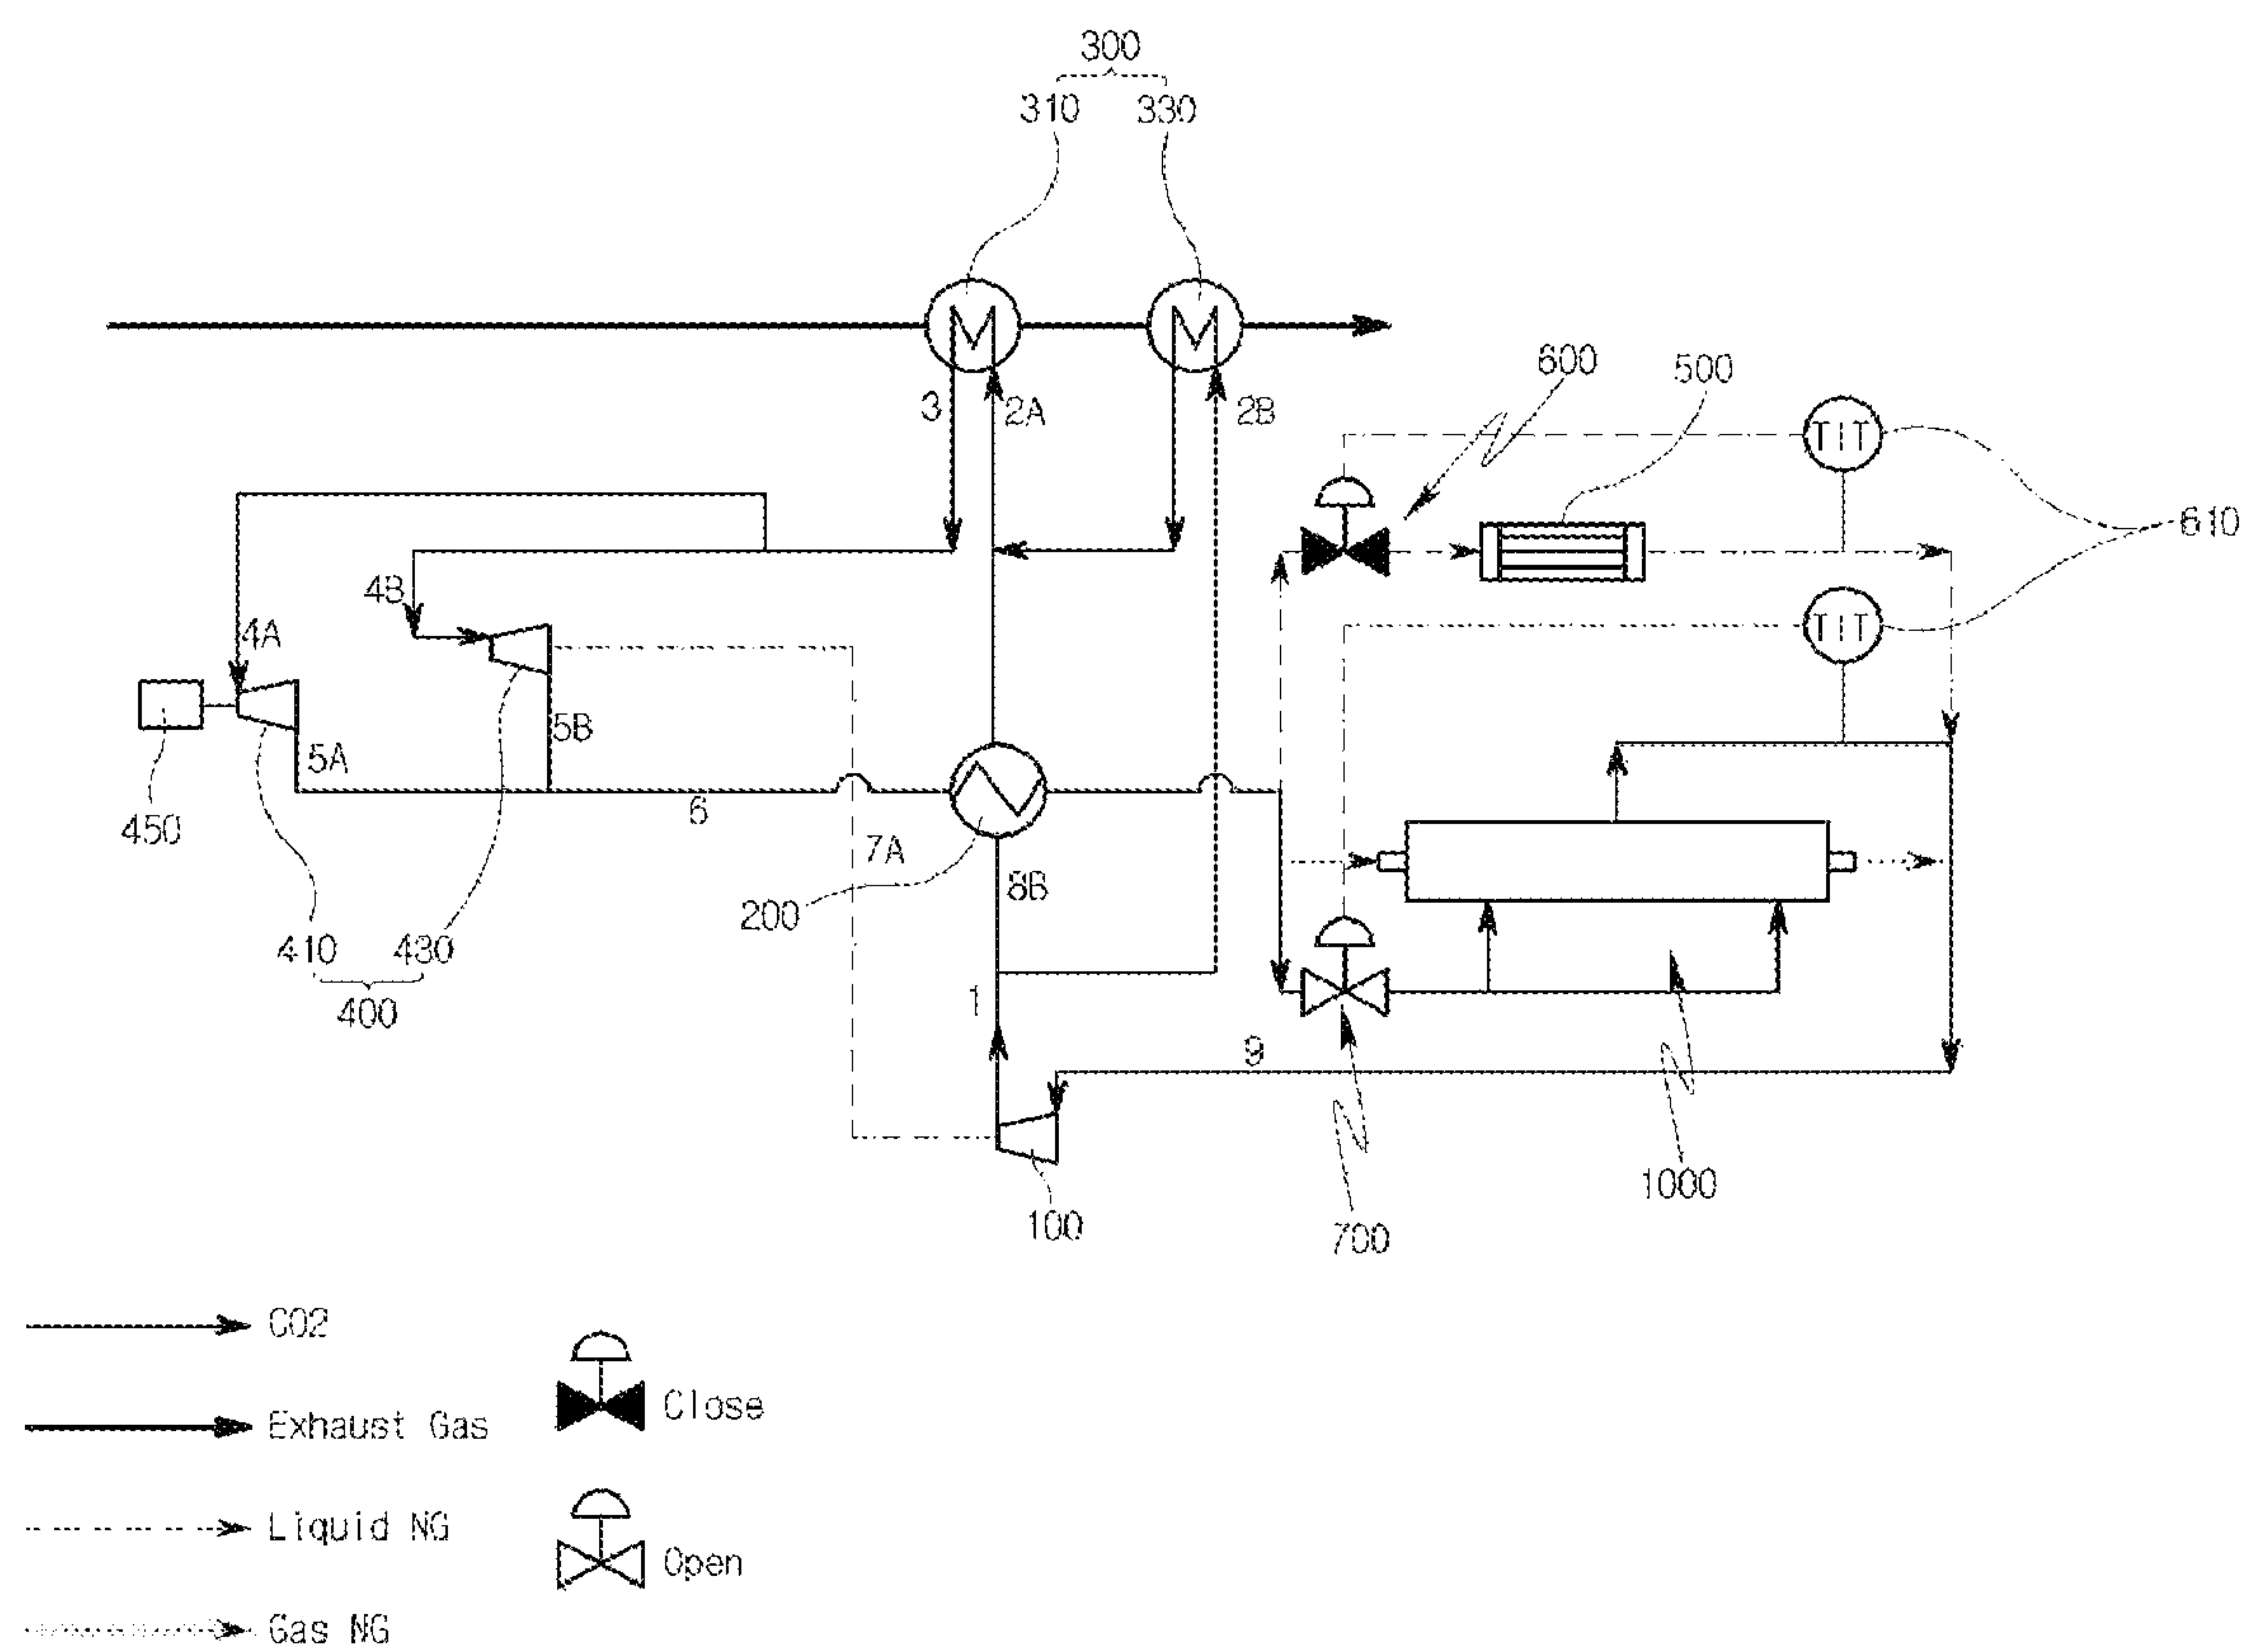 300
310 330
600
500
3
2A
2B
TIT
610
4B
4A
TIT
5B
5A
6
450
7A
8B
200
410 430
400
1
9
1000
100
700
CO2
Exhaust Gas
Close
Liquid NG
Open
Gas NG